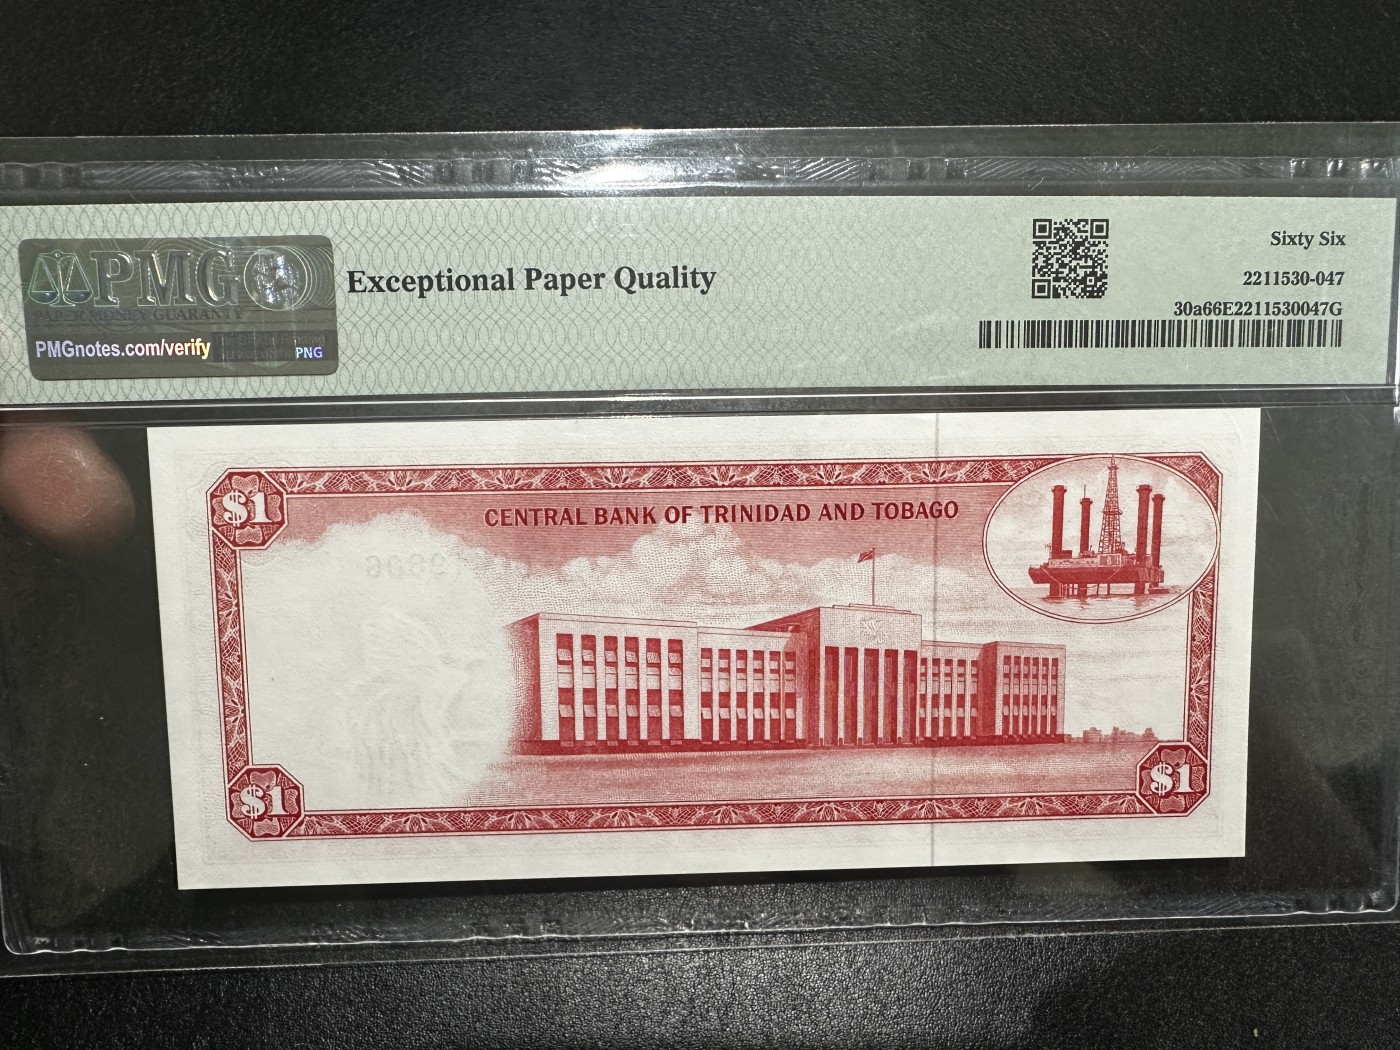 PMG
PAPER MONEY GUARANTY
PMGnotes.com/verify
PNG
Exceptional Paper Quality
Sixty Six
2211530-047
30a66E2211530047G
$1
CENTRAL BANK OF TRINIDAD AND TOBAGO
$1
$1